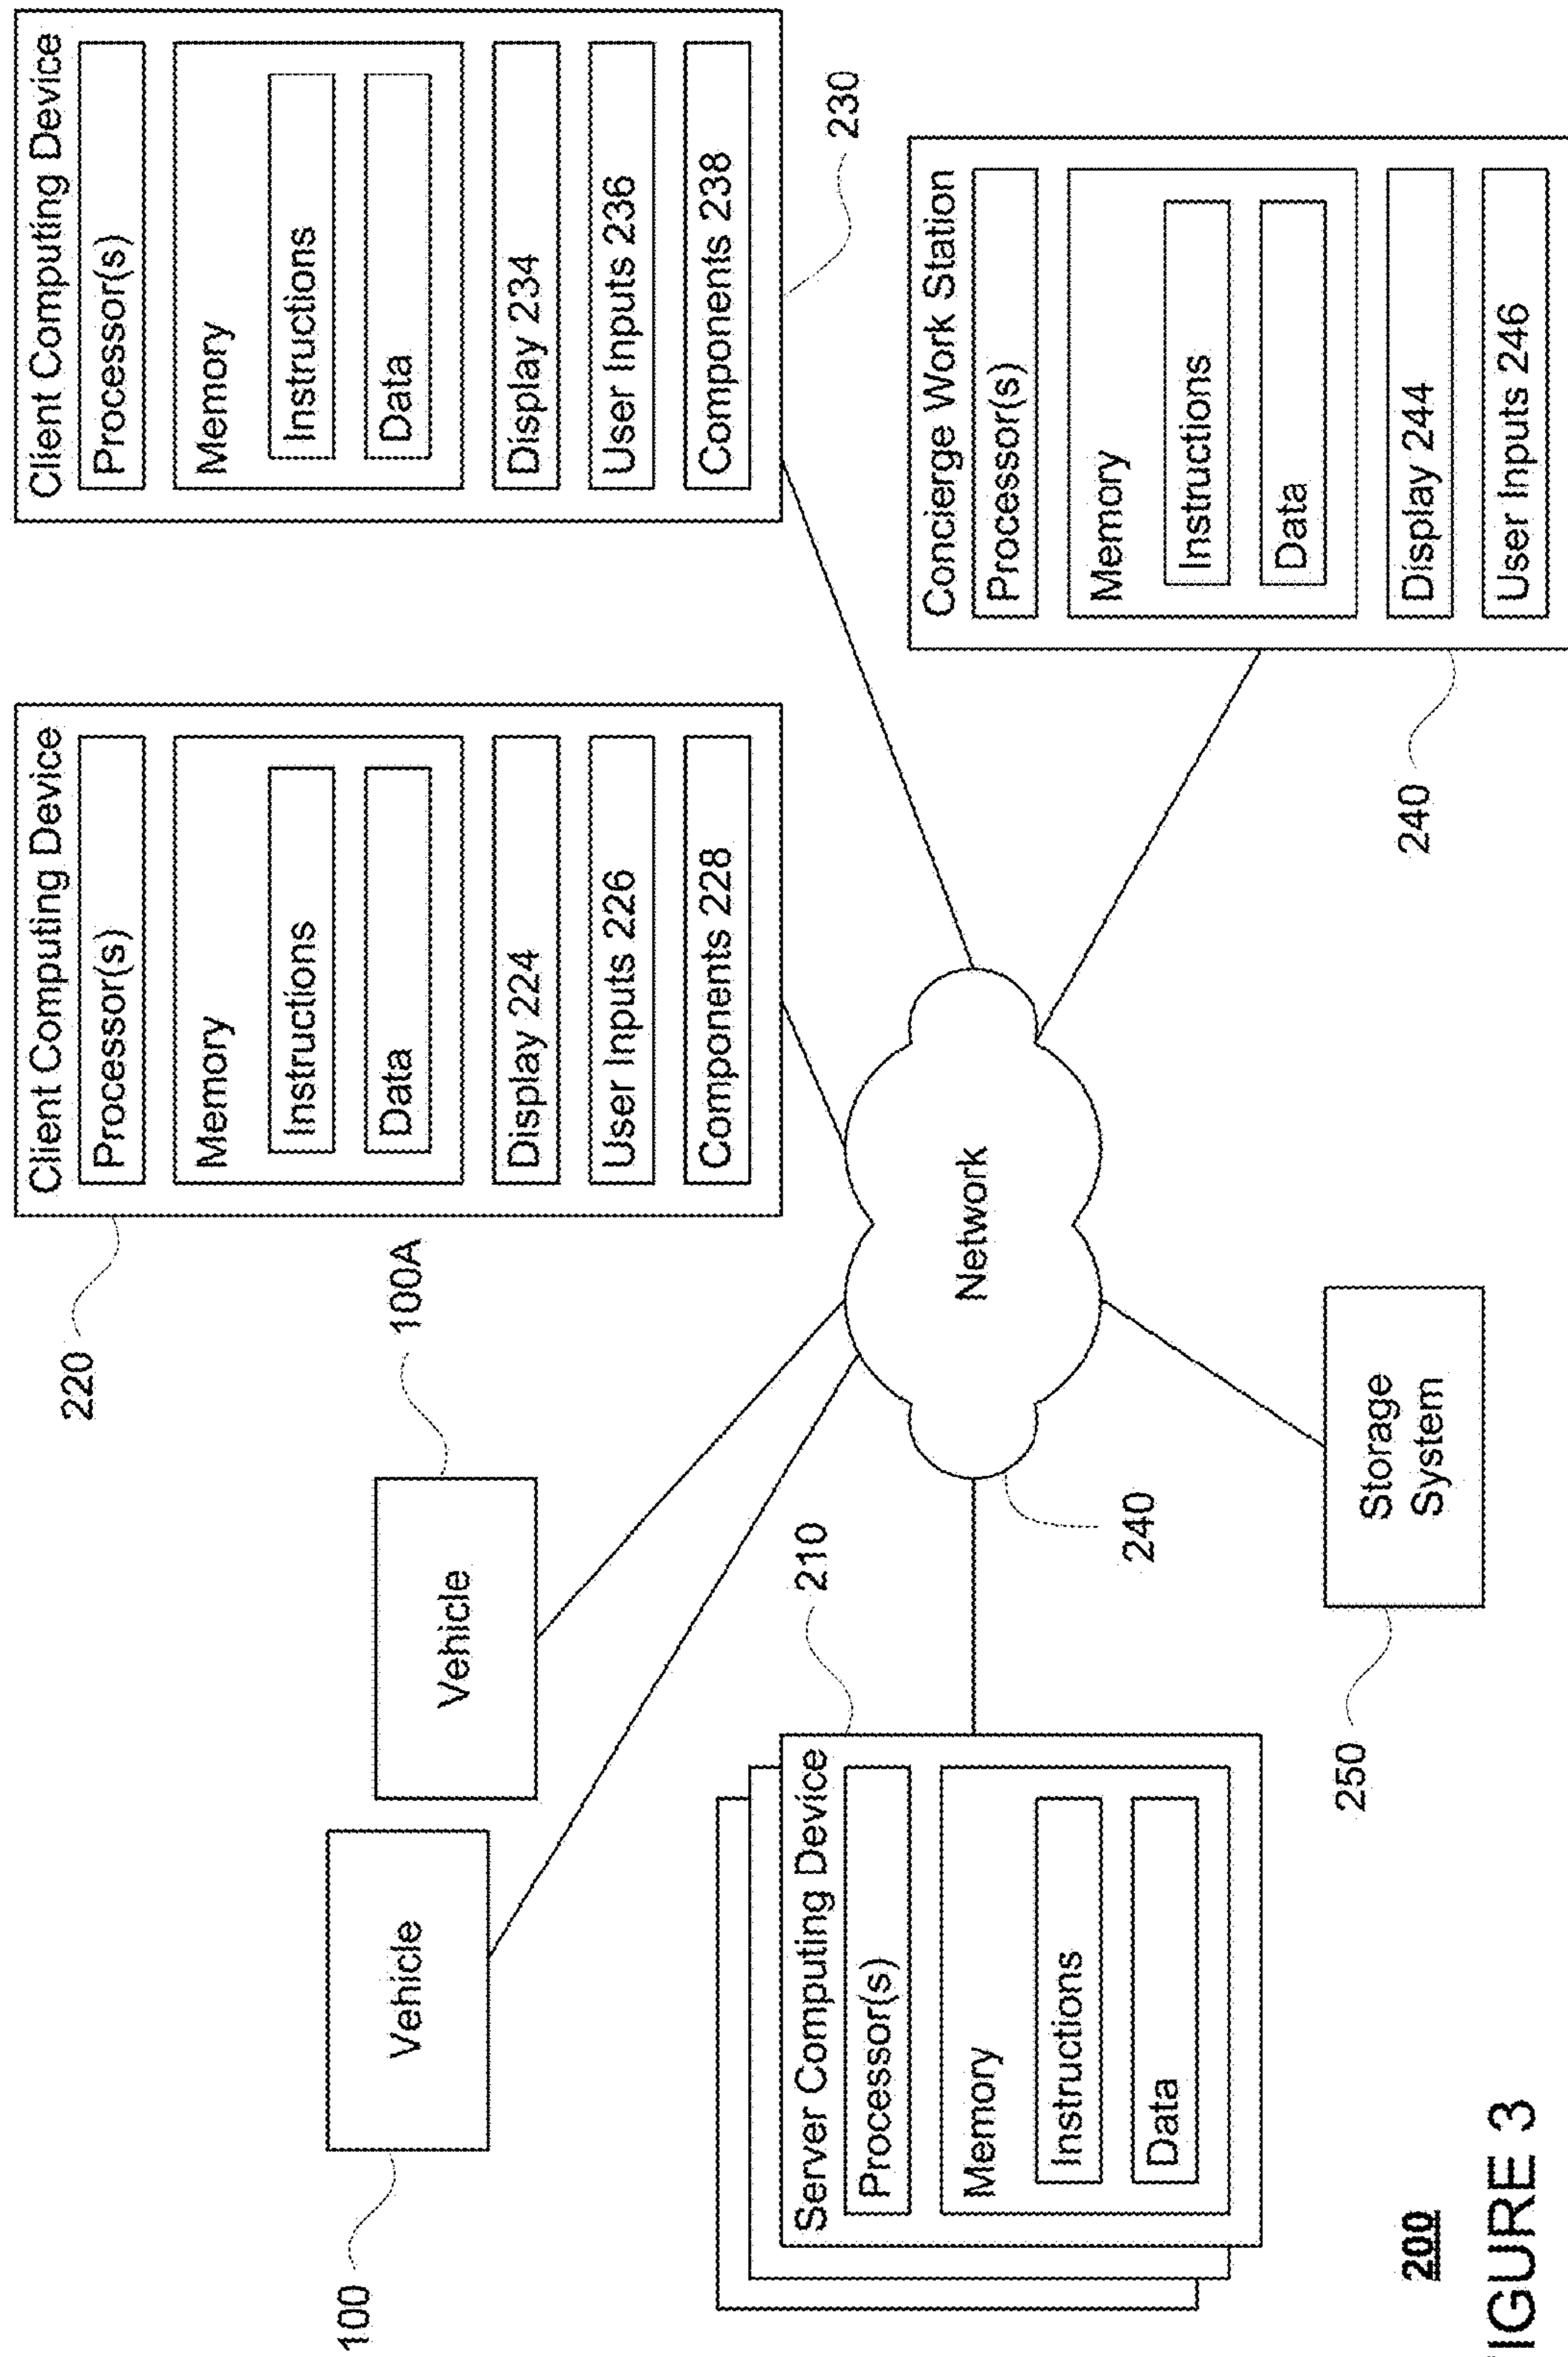 Vehicle
100
Vehicle
100A
Client Computing Device
Processor(s)
Memory
Instructions
Data
Display 224
User Inputs 226
Components 228
220
Client Computing Device
Processor(s)
Memory
Instructions
Data
Display 234
User Inputs 236
Components 238
230
Server Computing Device
Processor(s)
Memory
Instructions
Data
210
Network
240
Concierge Work Station
Processor(s)
Memory
Instructions
Data
Display 244
User Inputs 246
240
Storage
System
250
200
IGURE 3